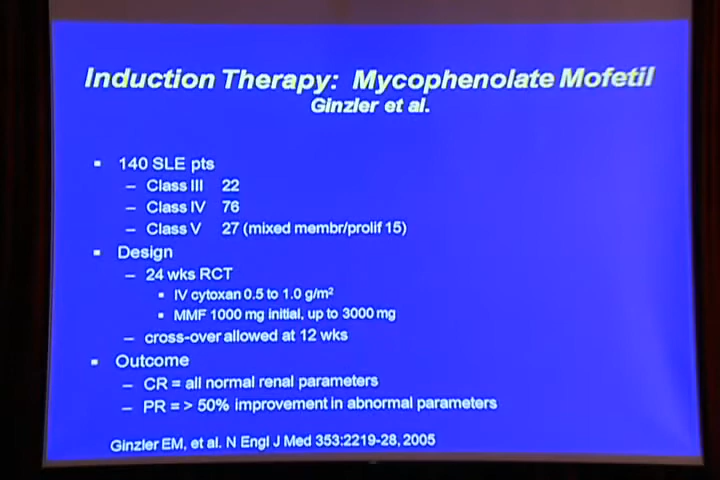 Induction Therapy: Mycophenolate Mofetil
Ginzler et al.
▪ 140 SLE pts
– Class III 22
– Class IV 76
– Class V 27 (mixed membr/prolif 15)
▪ Design
– 24 wks RCT
▪ IV cytoxan 0.5 to 1.0 g/m²
▪ MMF 1000 mg initial, up to 3000 mg
– cross-over allowed at 12 wks
▪ Outcome
– CR = all normal renal parameters
– PR = > 50% improvement in abnormal parameters
Ginzler EM, et al. N Engl J Med 353:2219-28, 2005